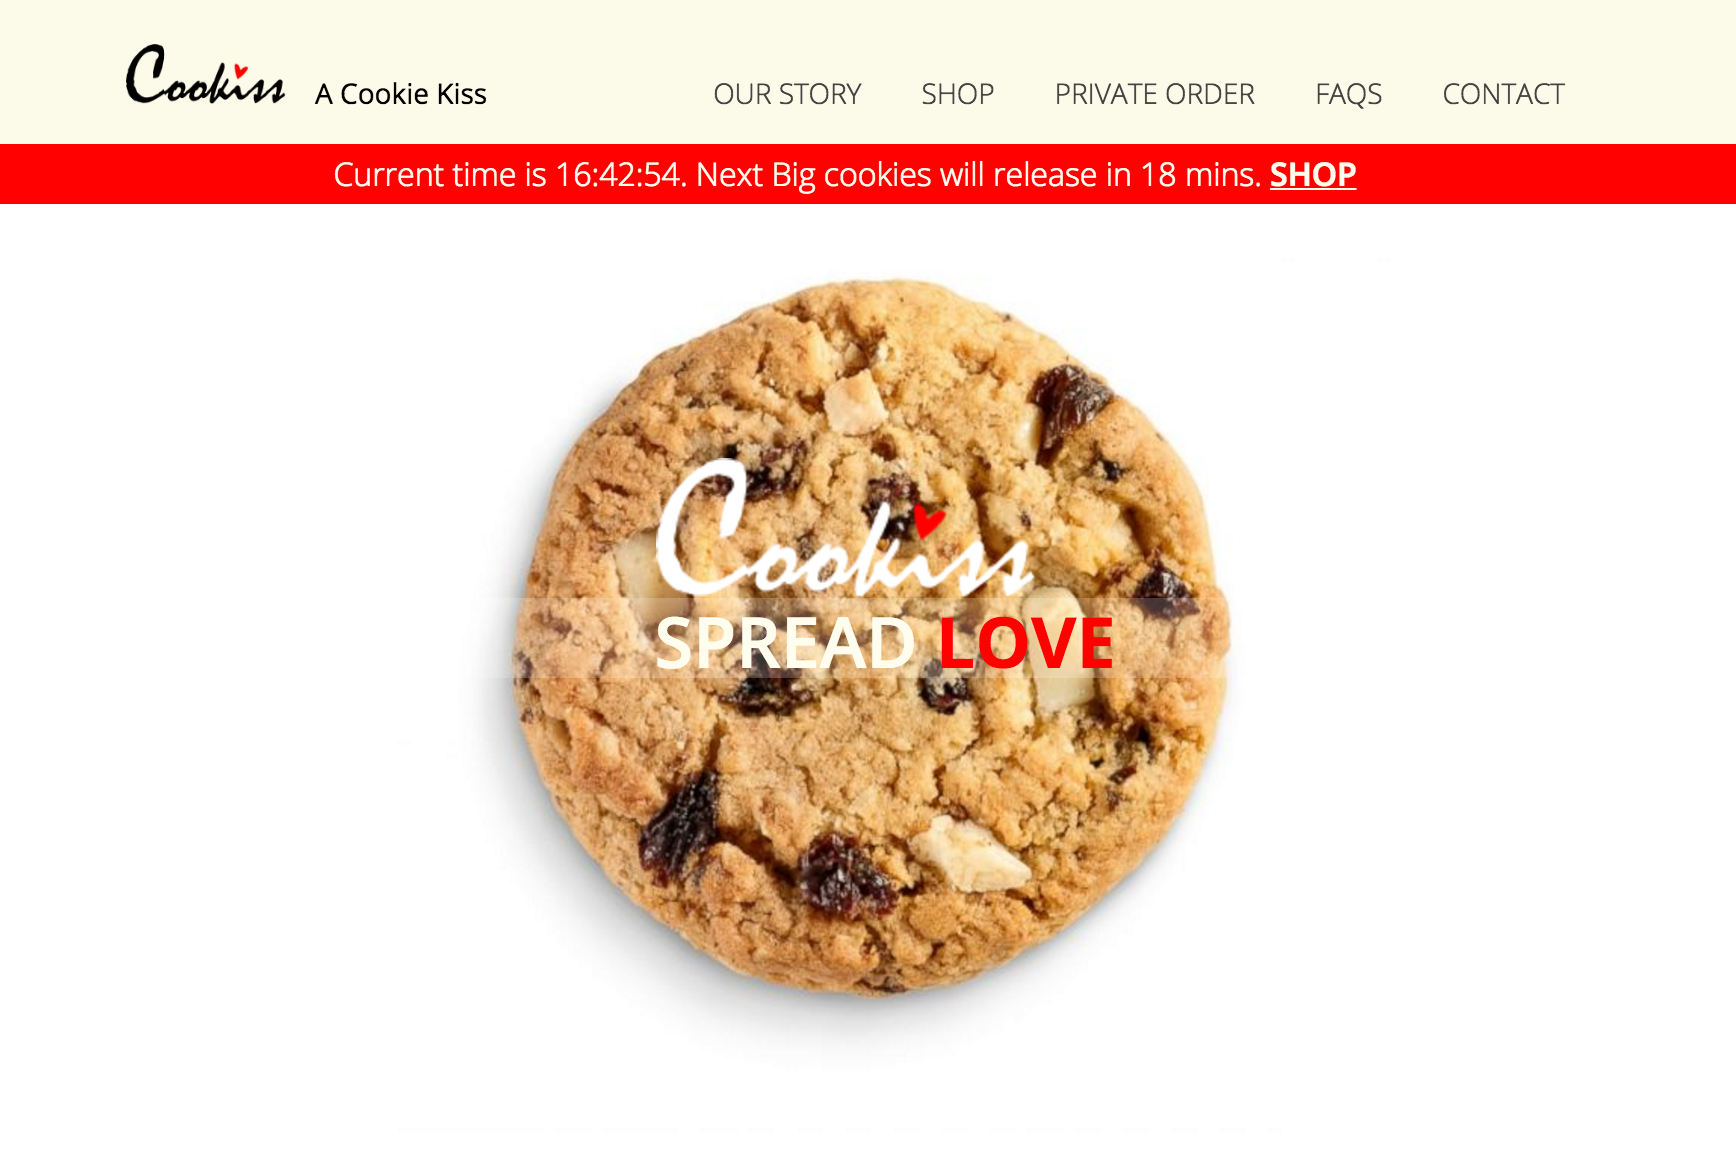 Cookiss A Cookie Kiss OUR STORY SHOP PRIVATE ORDER FAQS CONTACT
Current time is 16:42:54. Next Big cookies will release in 18 mins. SHOP
Cookiss
SPREAD LOVE